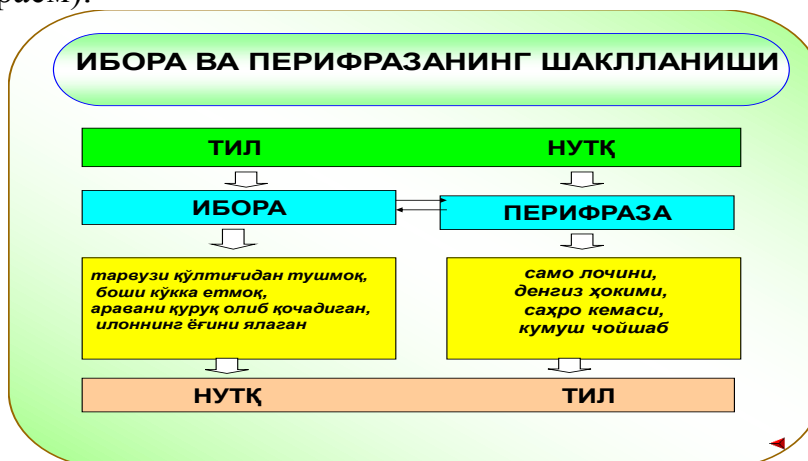 раем).
ИБОРА ВА ПЕРИФРАЗАНИНГ ШАКЛЛАНИШИ
ТИЛ НУТҚ
ИБОРА ПЕРИФРАЗА
тарвузи қўлтиғидан тушмоқ,
боши кўкка етмоқ,
аравани қуруқ олиб қочадиган,
илоннинг ёғини ялаган
само лочини,
денгиз ҳокими,
саҳро кемаси,
кумуш чойшаб
НУТҚ ТИЛ